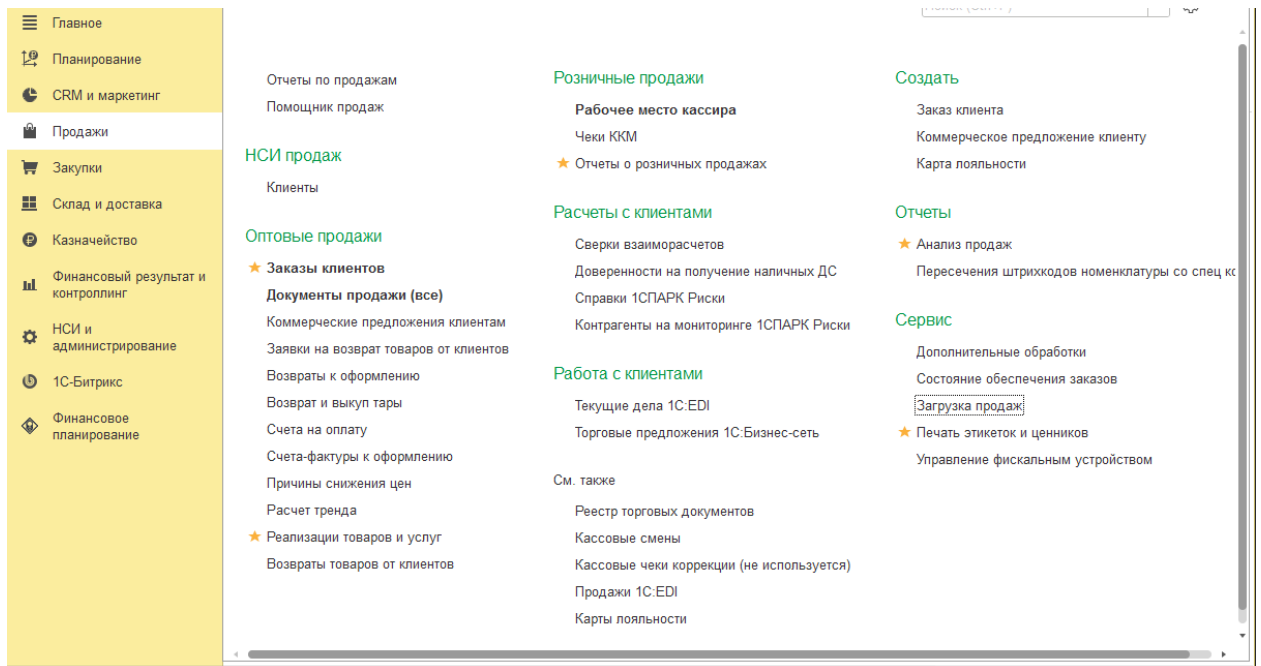 Главное
Планирование
CRM и маркетинг
Продажи
Закупки
Склад и доставка
Казначейство
Финансовый результат и
контроллинг
НСИ и
администрирование
1С-Битрикс
Финансовое
планирование
Отчеты по продажам
Помощник продаж
НСИ продаж
Клиенты
Оптовые продажи
Заказы клиентов
Документы продажи (все)
Коммерческие предложения клиентам
Заявки на возврат товаров от клиентов
Возвраты к оформлению
Возврат и выкуп тары
Счета на оплату
Счета-фактуры к оформлению
Причины снижения цен
Расчет тренда
Реализации товаров и услуг
Возвраты товаров от клиентов
Розничные продажи
Рабочее место кассира
Чеки ККМ
Отчеты о розничных продажах
Расчеты с клиентами
Сверки взаиморасчетов
Доверенности на получение наличных ДС
Справки 1СПАРК Риски
Контрагенты на мониторинге 1СПАРК Риски
Работа с клиентами
Текущие дела 1С:EDI
Торговые предложения 1С:Бизнес-сеть
См. также
Реестр торговых документов
Кассовые смены
Кассовые чеки коррекции (не используется)
Продажи 1С:EDI
Карты лояльности
Создать
Заказ клиента
Коммерческое предложение клиенту
Карта лояльности
Отчеты
Анализ продаж
Пересечения штрихкодов номенклатуры со спец
Сервис
Дополнительные обработки
Состояние обеспечения заказов
Загрузка продаж
Печать этикеток и ценников
Управление фискальным устройством